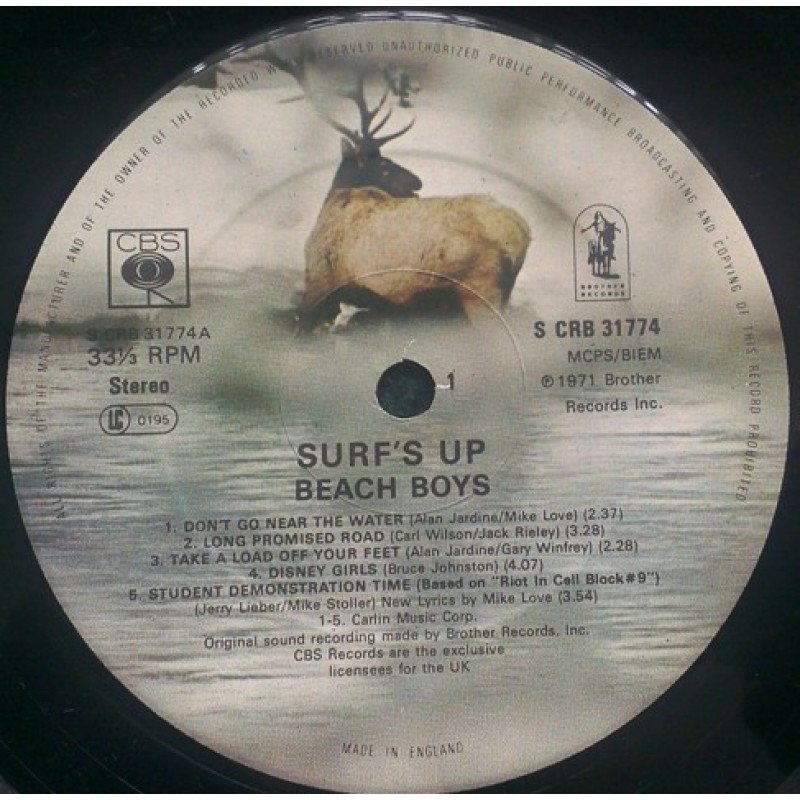 ALL RIGHTS OF THE MANUFACTURER AND OF THE OWNER OF THE RECORDED WORK RESERVED UNAUTHORIZED PUBLIC PERFORMANCE BROADCASTING AND COPYING OF THIS RECORD PROHIBITED
CBS
BROTHER
RECORDS
S CRB 31774A
33⅓ RPM
Stereo
LC 0195
1
S CRB 31774
MCPS/BIEM
℗ 1971 Brother
Records Inc.
SURF'S UP
BEACH BOYS
1. DON'T GO NEAR THE WATER (Alan Jardine/Mike Love) (2.37)
2. LONG PROMISED ROAD (Carl Wilson/Jack Rieley) (3.28)
3. TAKE A LOAD OFF YOUR FEET (Alan Jardine/Gary Winfrey) (2.28)
4. DISNEY GIRLS (Bruce Johnston) (4.07)
5. STUDENT DEMONSTRATION TIME (Based on "Riot In Cell Block#9")
(Jerry Lieber/Mike Stoller) New Lyrics by Mike Love (3.54)
1-5. Carlin Music Corp.
Original sound recording made by Brother Records, Inc.
CBS Records are the exclusive
licensees for the UK
MADE IN ENGLAND